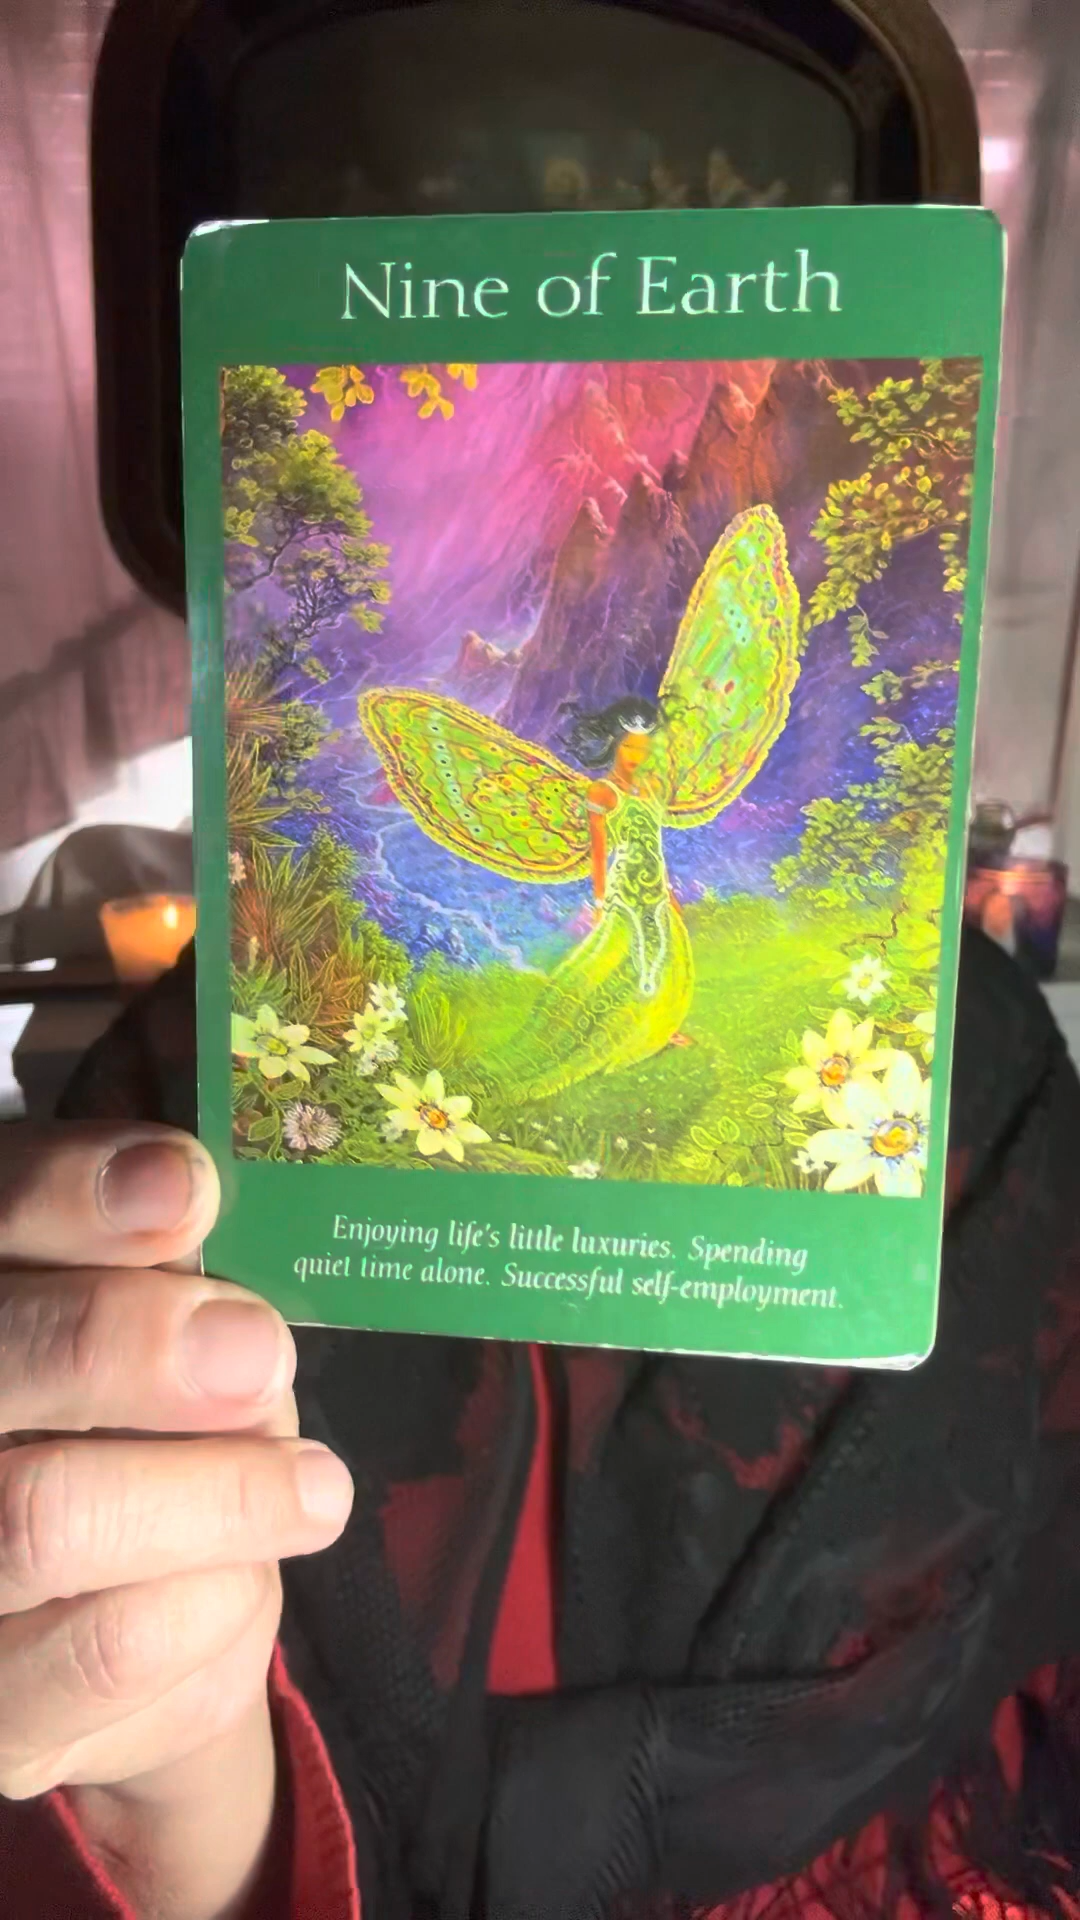 Nine of Earth
Enjoying life's little luxuries. Spending
quiet time alone. Successful self-employment.